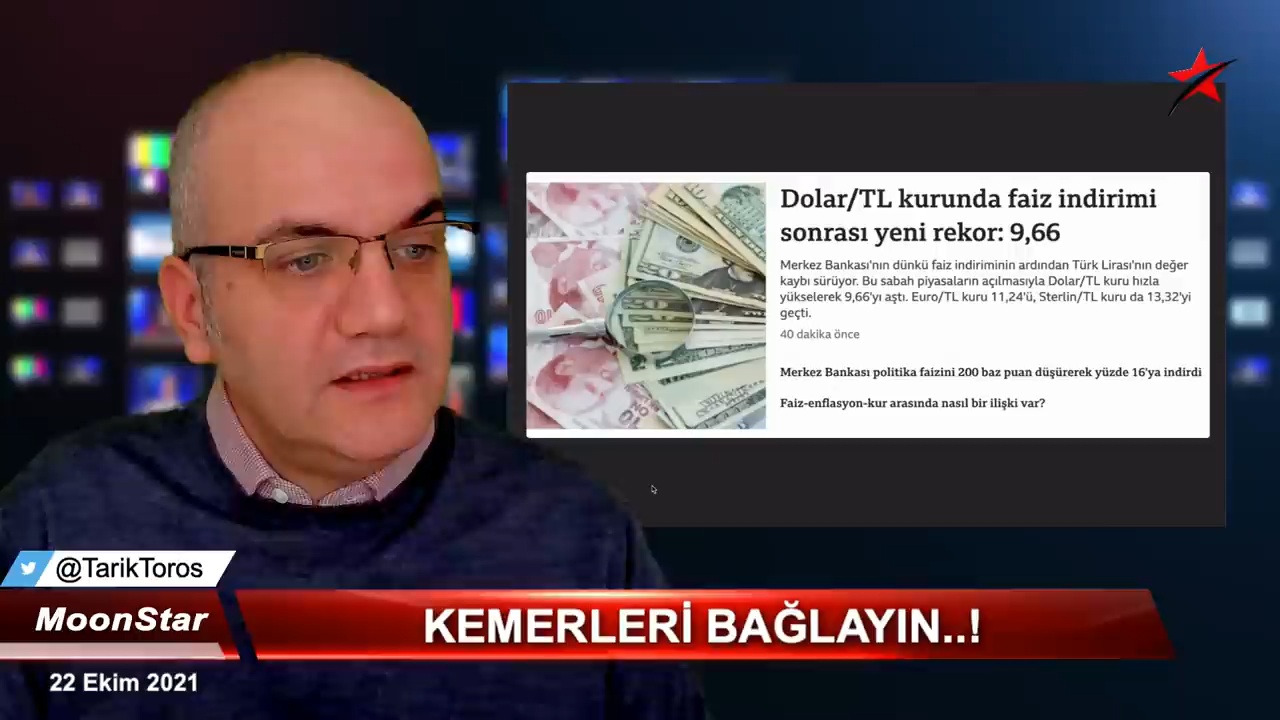 Dolar/TL kurunda faiz indirimi
sonrası yeni rekor: 9,66
Merkez Bankası'nın dünkü faiz indiriminin ardından Türk Lirası'nın değer
kaybı sürüyor. Bu sabah piyasaların açılmasıyla Dolar/TL kuru hızla
yükselerek 9,66'yı aştı. Euro/TL kuru 11,24'ü, Sterlin/TL kuru da 13,32'yi
geçti.
40 dakika önce
Merkez Bankası politika faizini 200 baz puan düşürerek yüzde 16'ya indirdi
Faiz-enflasyon-kur arasında nasıl bir ilişki var?
@TarikToros
MoonStar
KEMERLERİ BAĞLAYIN..!
22 Ekim 2021